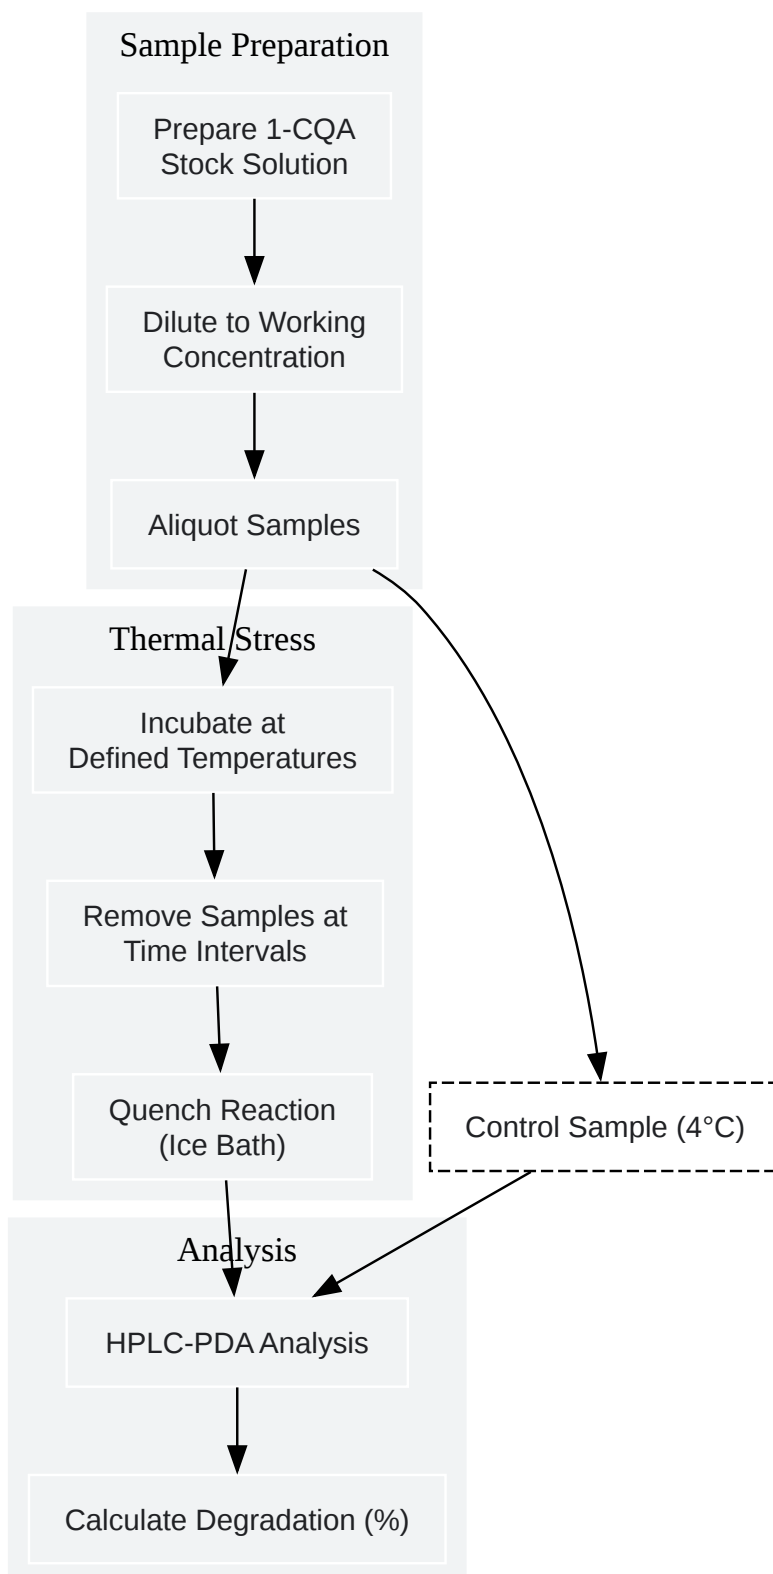 Sample Preparation
Prepare 1-CQA
Stock Solution
Dilute to Working
Concentration
Aliquot Samples
Thermal Stress
Incubate at
Defined Temperatures
Remove Samples at
Time Intervals
Quench Reaction
(Ice Bath)
Control Sample (4°C)
Analysis
HPLC-PDA Analysis
Calculate Degradation (%)